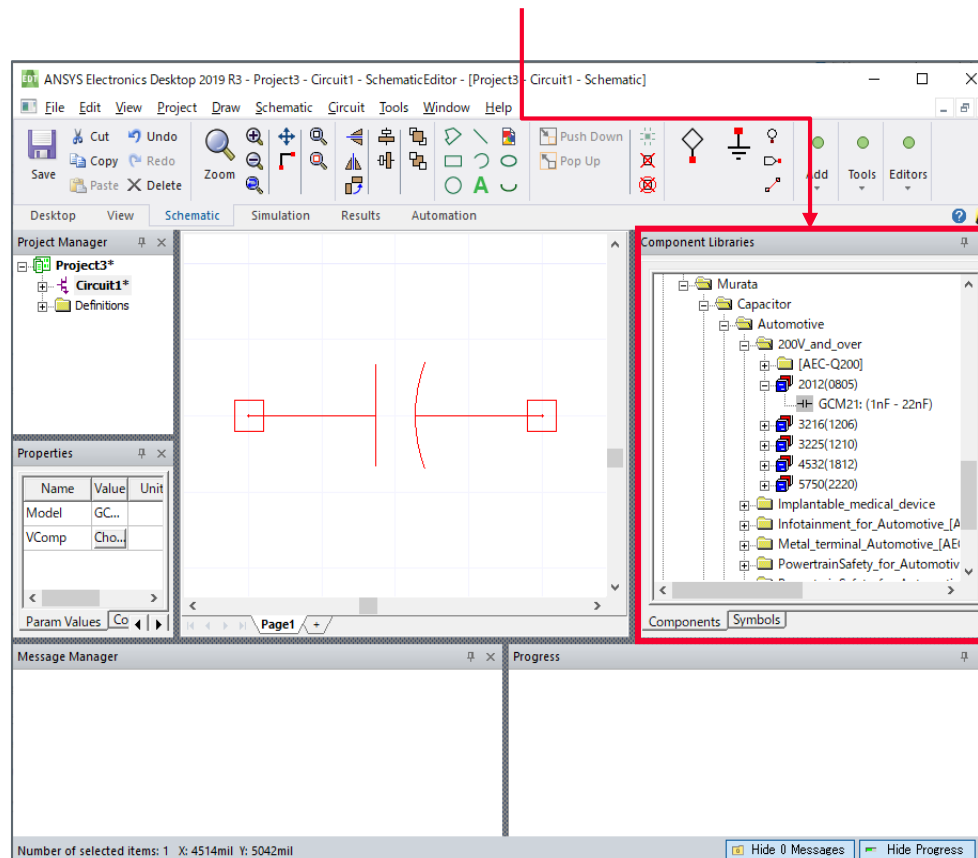 ANSYS Electronics Desktop 2019 R3 - Project3 - Circuit1 - SchematicEditor - [Project3 - Circuit1 - Schematic]
File Edit View Project Draw Schematic Circuit Tools Window Help
Save
Cut
Copy
Paste
Undo
Redo
Delete
Zoom
Push Down
Pop Up
Add
Tools
Editors
Desktop View Schematic Simulation Results Automation
Project Manager
Project3*
Circuit1*
Definitions
Properties
Name Value Unit
Model GC...
VComp Cho...
Param Values Co
Page1 +
Component Libraries
Murata
Capacitor
Automotive
200V_and_over
[AEC-Q200]
2012(0805)
GCM21: (1nF - 22nF)
3216(1206)
3225(1210)
4532(1812)
5750(2220)
Implantable_medical_device
Infotainment_for_Automotive_[A
Metal_terminal_Automotive_[AE
PowertrainSafety_for_Automotiv
Components Symbols
Message Manager
Progress
Number of selected items: 1 X: 4514mil Y: 5042mil
Hide 0 Messages
Hide Progress